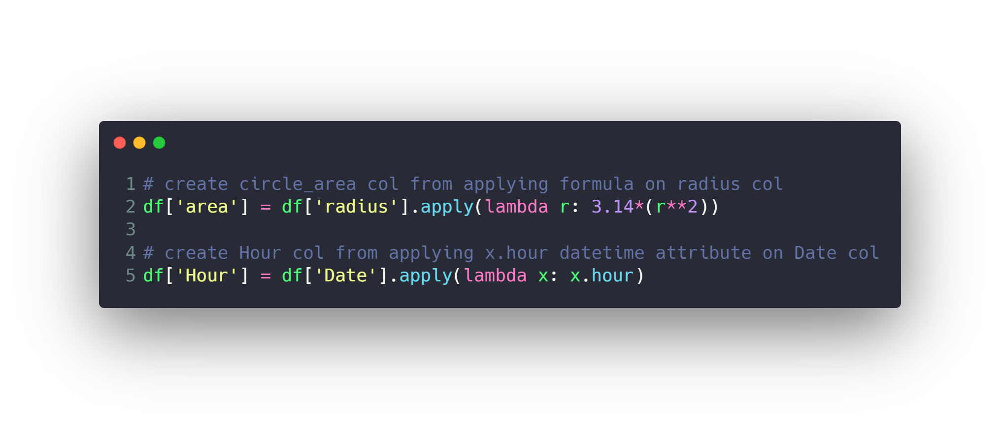 1 # create circle_area col from applying formula on radius col
2 df['area'] = df['radius'].apply(lambda r: 3.14*(r**2))
3
4 # create Hour col from applying x.hour datetime attribute on Date col
5 df['Hour'] = df['Date'].apply(lambda x: x.hour)